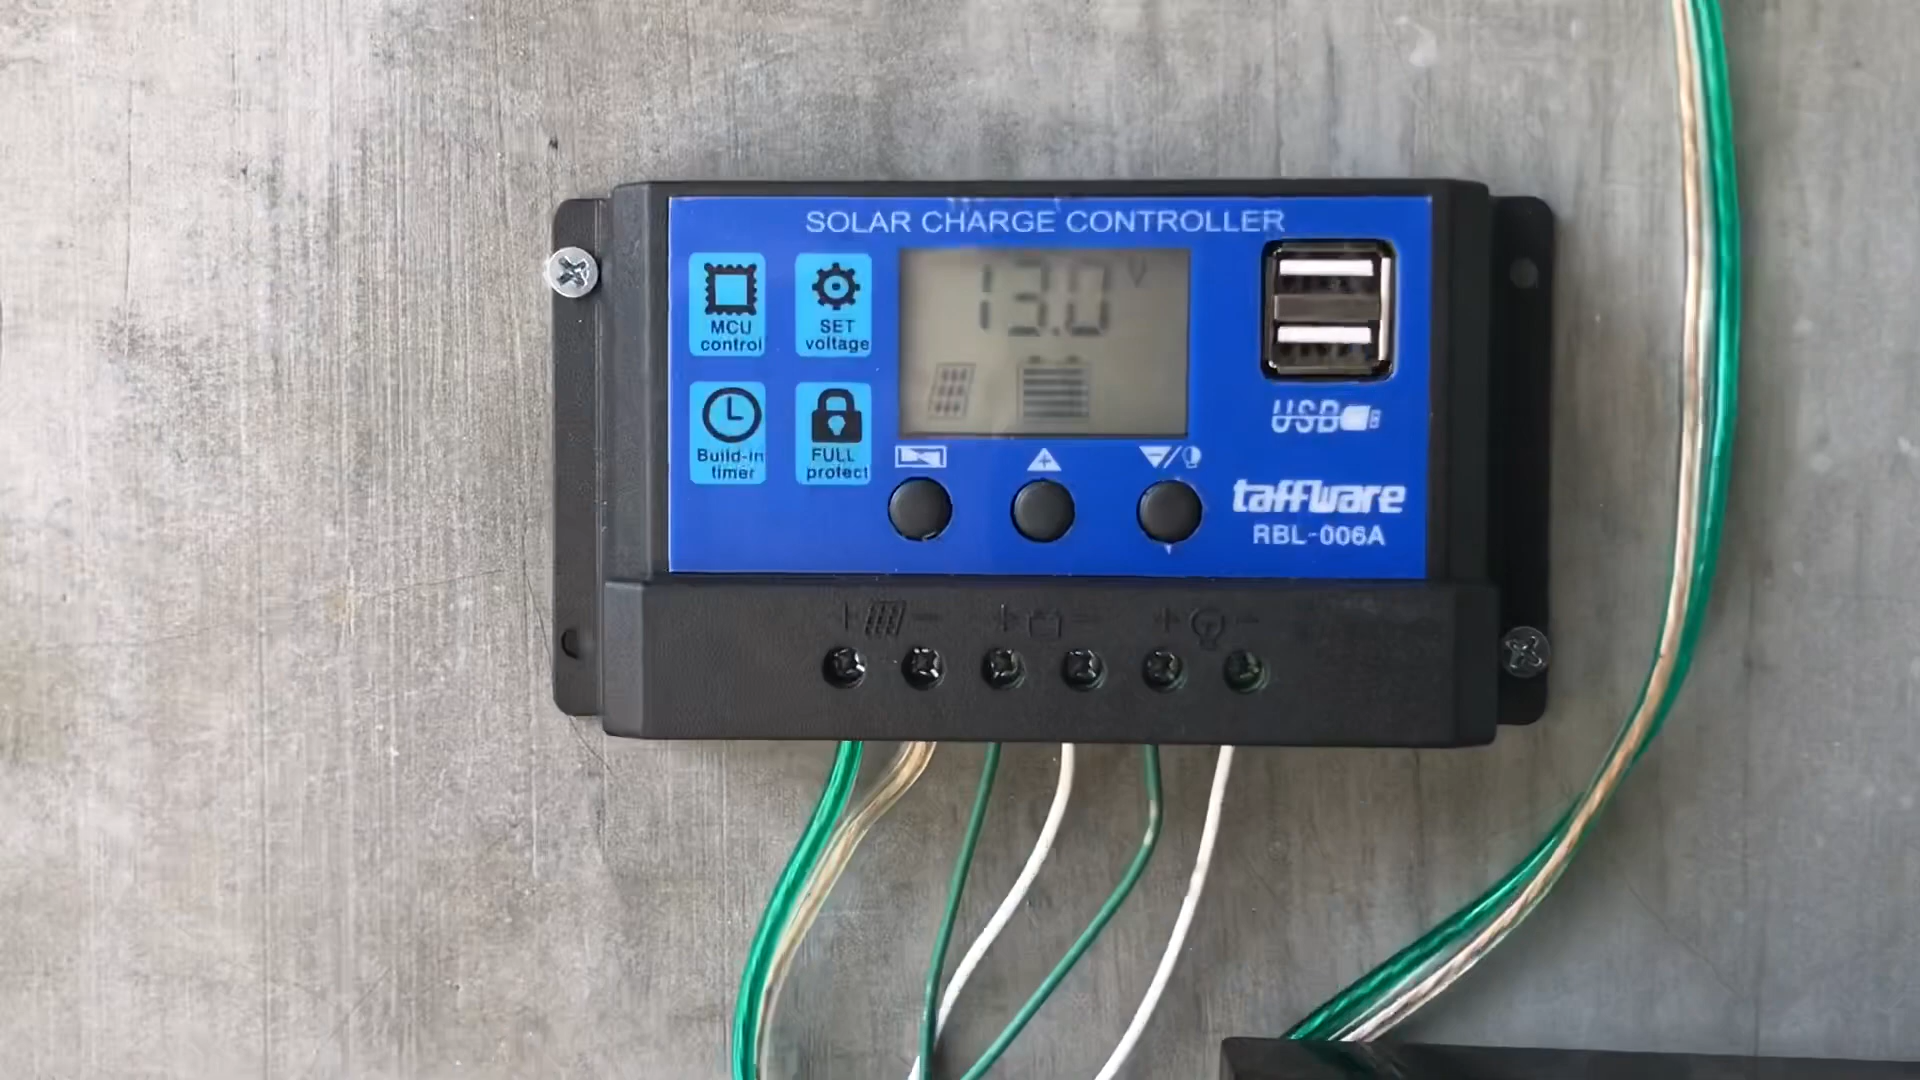 SOLAR CHARGE CONTROLLER
MCU
control
SET
voltage
13.0 V
Build-in
timer
FULL
protect
USB
taffware
RBL-006A